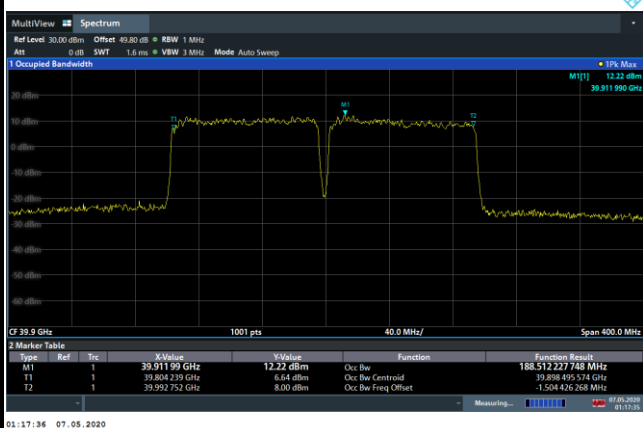 MultiView Spectrum
Ref Level 30.00 dBm Offset 49.80 dB RBW 1 MHz
Att 0 dB SWT 1.6 ms VBW 3 MHz Mode Auto Sweep
1 Occupied Bandwidth 1Pk Max
M1[1] 12.22 dBm
39.911 990 GHz
20 dBm
M1
T1 T2
10 dBm
0 dBm
-10 dBm
-20 dBm
-30 dBm
-40 dBm
-50 dBm
-60 dBm
CF 39.9 GHz 1001 pts 40.0 MHz/ Span 400.0 MHz
2 Marker Table
Type Ref Trc X-Value Y-Value Function Function Result
M1 1 39.911 99 GHz 12.22 dBm Occ Bw 188.512 227 748 MHz
T1 1 39.804 239 GHz 6.64 dBm Occ Bw Centroid 39.898 495 574 GHz
T2 1 39.992 752 GHz 8.00 dBm Occ Bw Freq Offset -1.504 426 268 MHz
Measuring... 07.05.2020
01:17:35
01:17:36 07.05.2020